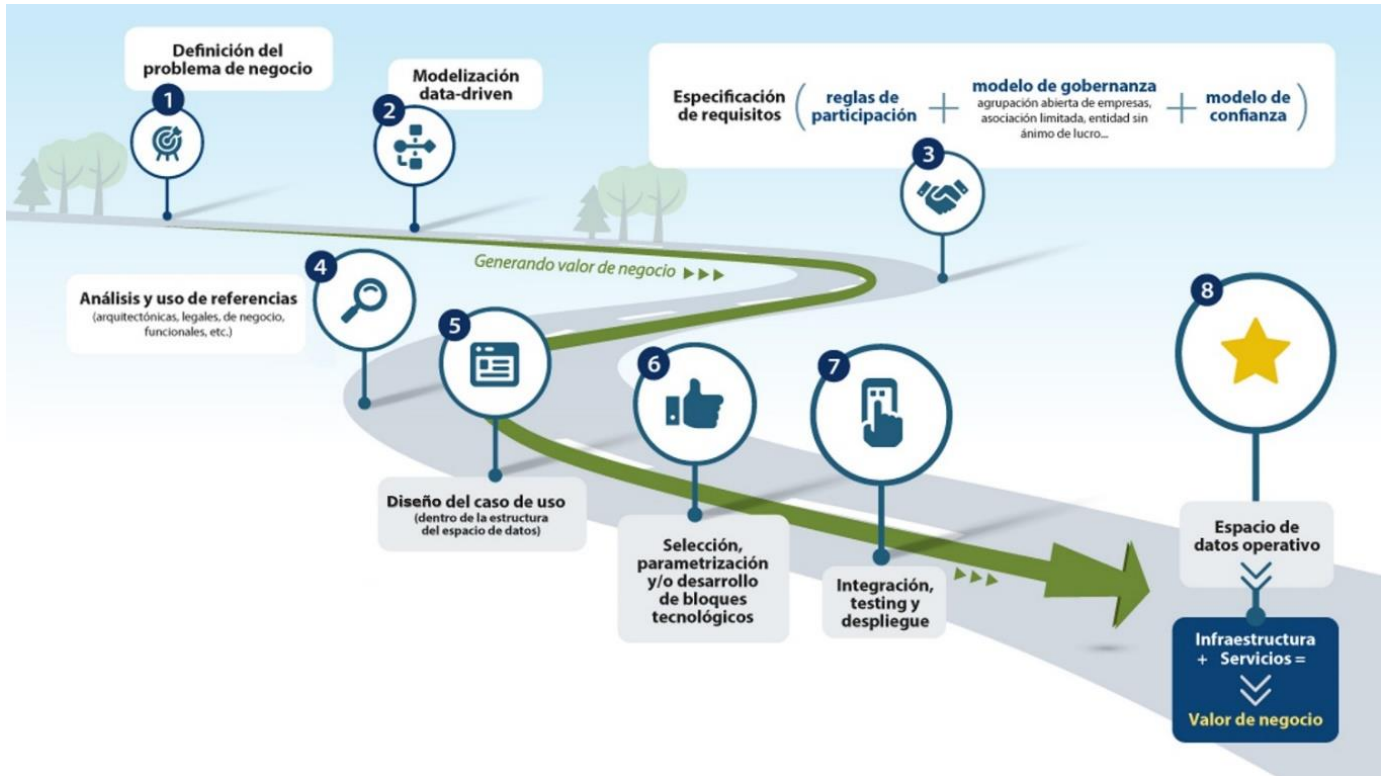 Definición del
problema de negocio
1
Modelización
data-driven
2
Especificación
de requisitos
(
reglas de
participación
+
modelo de gobernanza
agrupación abierta de empresas,
asociación limitada, entidad sin
ánimo de lucro...
+
modelo de
confianza
)
3
Generando valor de negocio
4
Análisis y uso de referencias
(arquitectónicas, legales, de negocio,
funcionales, etc.)
5
Diseño del caso de uso
(dentro de la estructura
del espacio de datos)
6
Selección,
parametrización
y/o desarrollo
de bloques
tecnológicos
7
Integración,
testing y
despliegue
8
Espacio de
datos operativo
Infraestructura
+ Servicios =
Valor de negocio